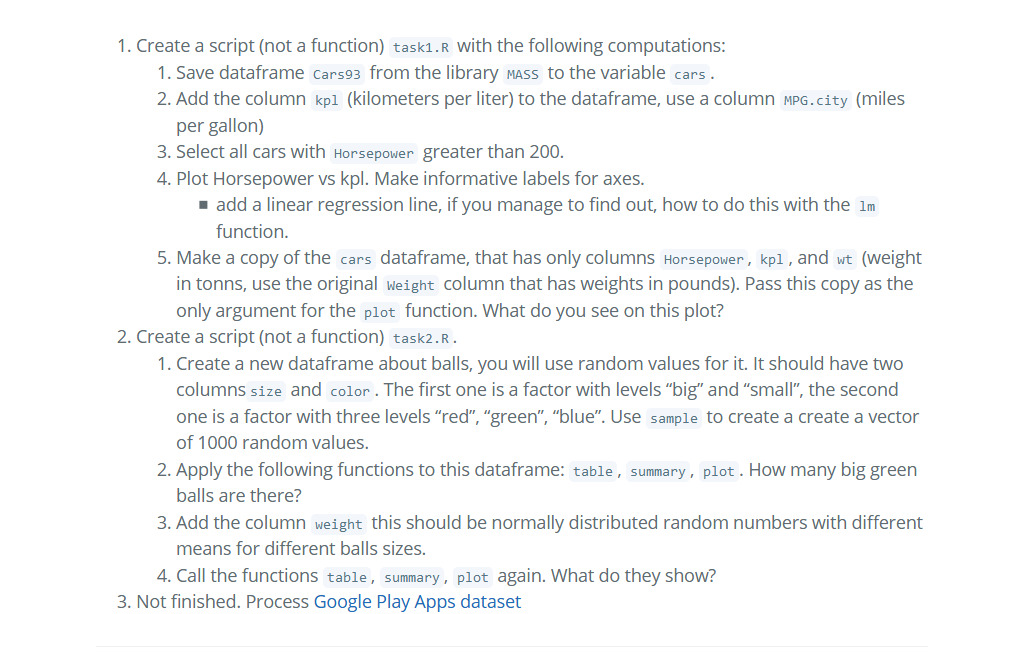 1. Create a script (not a function) task1.R with the following computations:
1. Save dataframe Cars93 from the library MASS to the variable cars.
2. Add the column kpl (kilometers per liter) to the dataframe, use a column MPG.city (miles
per gallon)
3. Select all cars with Horsepower greater than 200.
4. Plot Horsepower vs kpl. Make informative labels for axes.
▪ add a linear regression line, if you manage to find out, how to do this with the lm
function.
5. Make a copy of the cars dataframe, that has only columns Horsepower, kpl, and wt (weight
in tonns, use the original Weight column that has weights in pounds). Pass this copy as the
only argument for the plot function. What do you see on this plot?
2. Create a script (not a function) task2.R.
1. Create a new dataframe about balls, you will use random values for it. It should have two
columns size and color. The first one is a factor with levels “big” and “small”, the second
one is a factor with three levels “red”, “green”, “blue”. Use sample to create a create a vector
of 1000 random values.
2. Apply the following functions to this dataframe: table, summary, plot. How many big green
balls are there?
3. Add the column weight this should be normally distributed random numbers with different
means for different balls sizes.
4. Call the functions table, summary, plot again. What do they show?
3. Not finished. Process Google Play Apps dataset